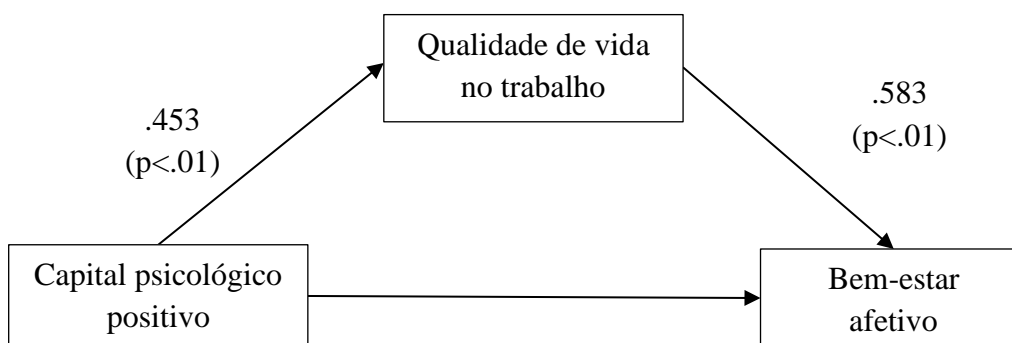 Qualidade de vida
no trabalho
.453
(p<.01)
.583
(p<.01)
Capital psicológico
positivo
Bem-estar
afetivo